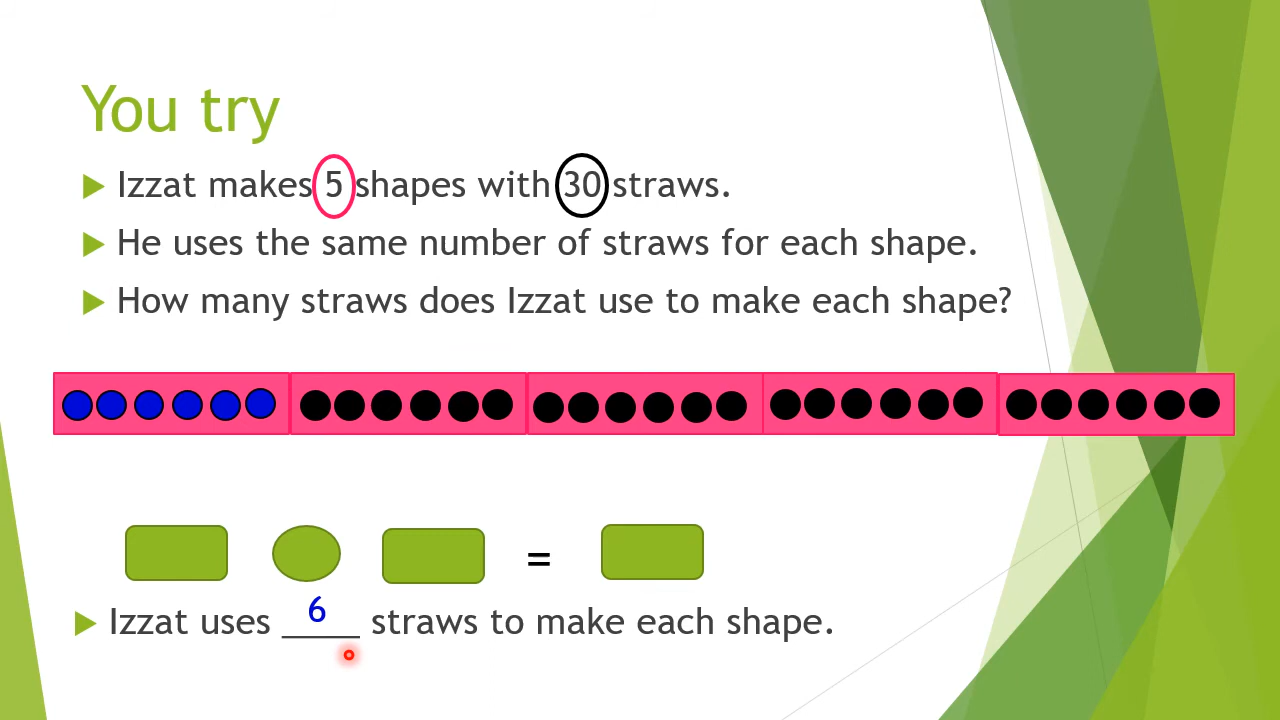 You try
Izzat makes 5 shapes with 30 straws.
He uses the same number of straws for each shape.
How many straws does Izzat use to make each shape?
=
Izzat uses 6 straws to make each shape.